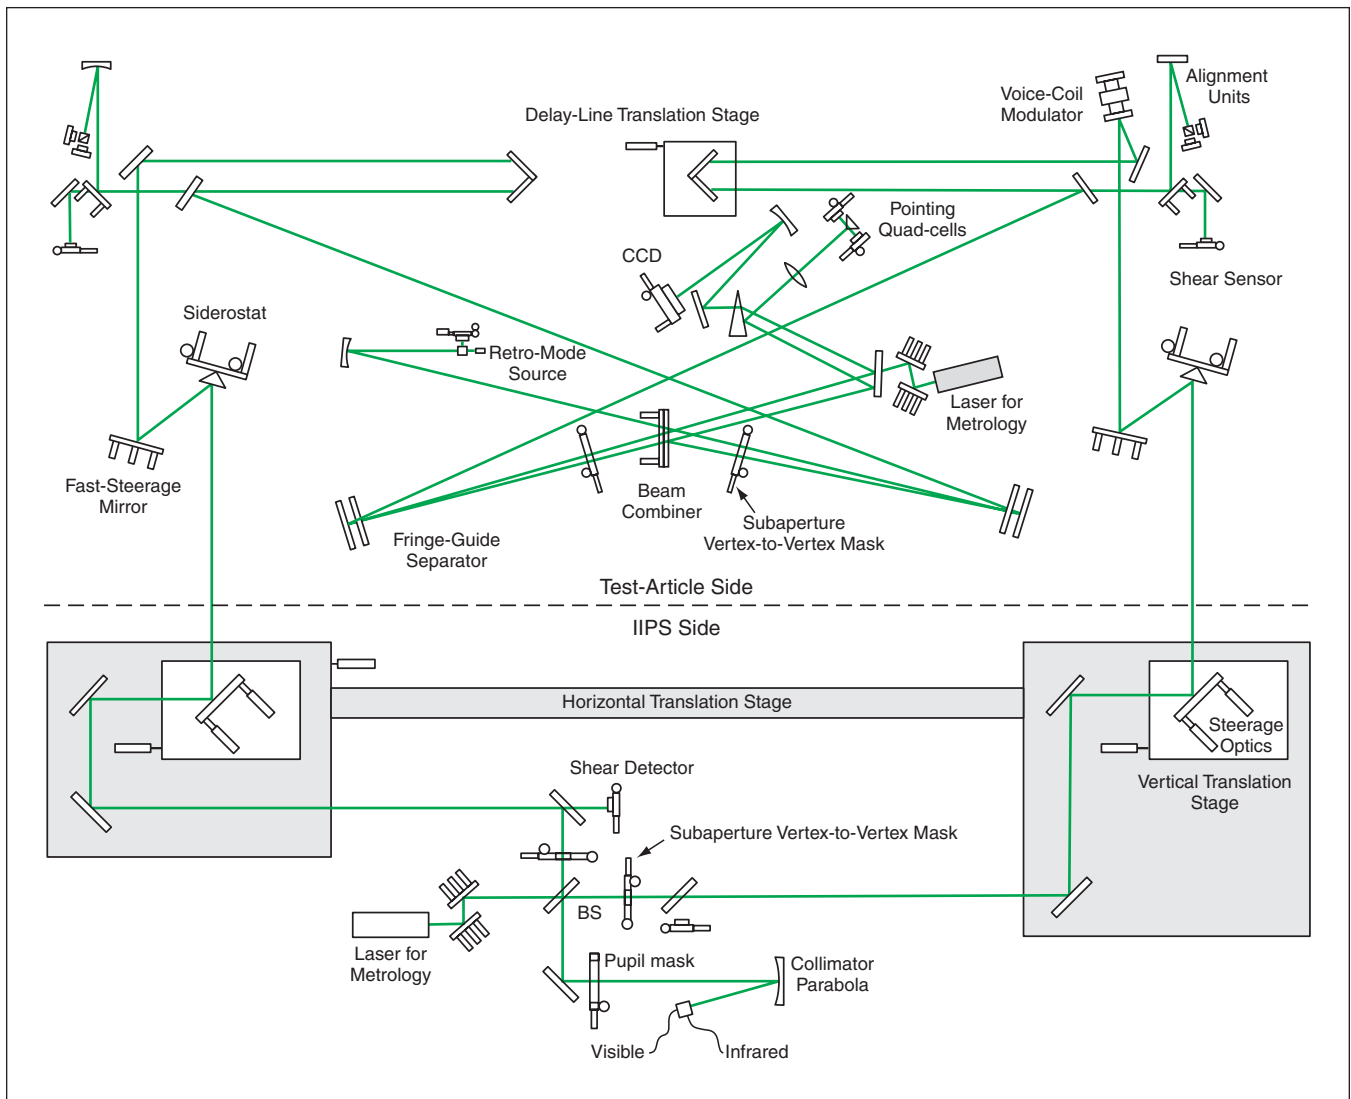 Alignment
Units
Voice-Coil
Modulator
Delay-Line Translation Stage
Pointing
Quad-cells
CCD
Shear Sensor
Siderostat
Retro-Mode
Source
Laser for
Metrology
Fast-Steerage
Mirror
Beam
Combiner
Subaperture
Vertex-to-Vertex Mask
Fringe-Guide
Separator
Test-Article Side
IIPS Side
Horizontal Translation Stage
Steerage
Optics
Vertical Translation
Stage
Shear Detector
Subaperture Vertex-to-Vertex Mask
BS
Laser for
Metrology
Pupil mask
Collimator
Parabola
Visible
Infrared